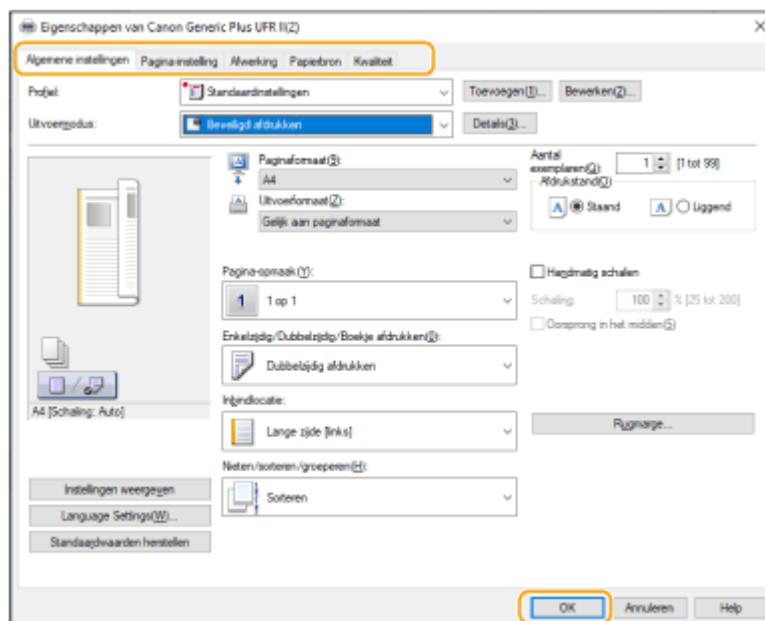 Eigenschappen van Canon Generic Plus UFR II(2)
Algemene instellingen Pagina-instelling Afwerking Papierbron Kwaliteit
Profiel: Standaardinstellingen Toevoegen(1)... Bewerken(2)...
Uitvoermodus: Beveiligd afdrukken Details(3)...
Paginaformaat(S):
A4
Uitvoerformaat(Z):
Gelijk aan paginaformaat
Aantal
exemplaren(Q): 1 [1 tot 99]
Afdrukstand(O)
A Staand A Liggend
Pagina-opmaak(Y):
1 1 op 1
Handmatig schalen
Schaling: 100 % [25 tot 200]
Oorsprong in het midden(5)
Enkelzijdig/Dubbelzijdig/Boekje afdrukken(D):
Dubbelzijdig afdrukken
A4 [Schaling: Auto]
Inbindlocatie:
Lange zijde [links]
Rugmarge...
Nieten/sorteren/groeperen(H):
Sorteren
Instellingen weergeven
Language Settings(W)...
Standaardwaarden herstellen
OK Annuleren Help